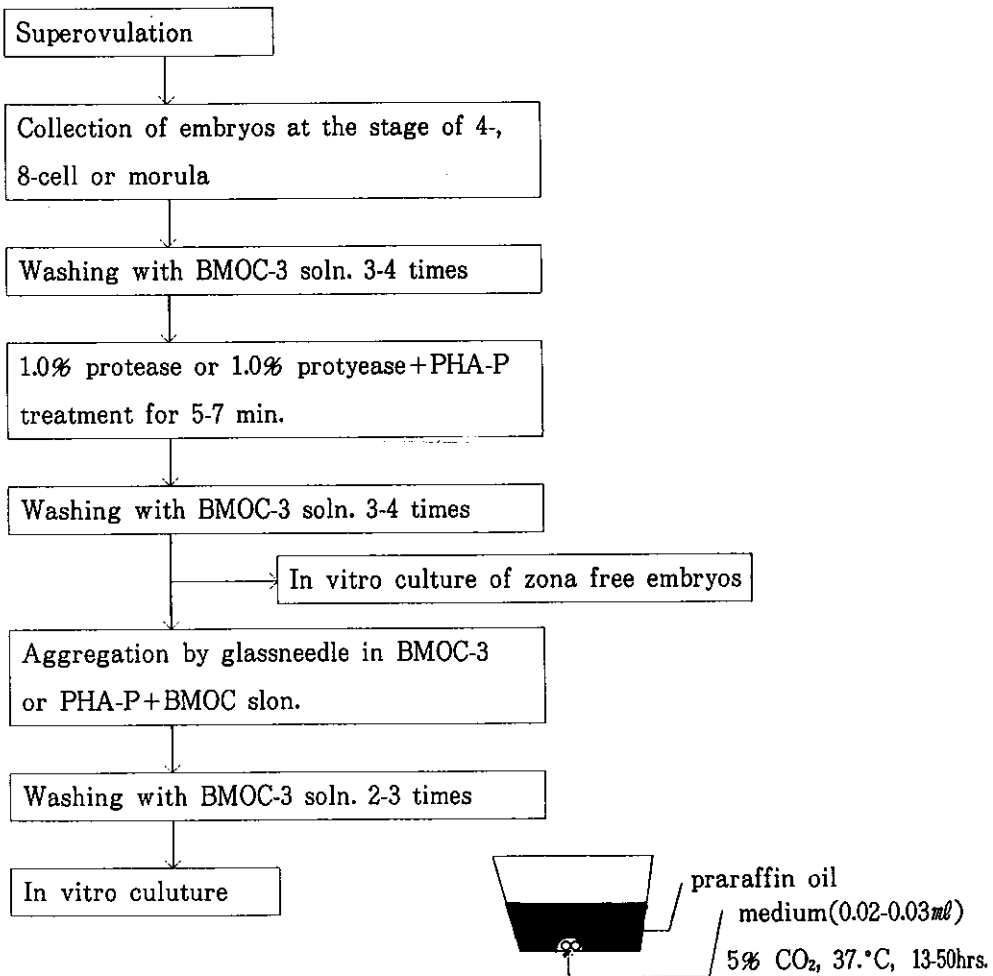 Superovulation
Collection of embryos at the stage of 4-,
8-cell or morula
Washing with BMOC-3 soln. 3-4 times
1.0% protease or 1.0% protyease+PHA-P
treatment for 5-7 min.
Washing with BMOC-3 soln. 3-4 times
In vitro culture of zona free embryos
Aggregation by glassneedle in BMOC-3
or PHA-P+BMOC slon.
Washing with BMOC-3 soln. 2-3 times
In vitro culuture
praraffin oil
medium(0.02-0.03㎖)
5% CO₂, 37.°C, 13-50hrs.